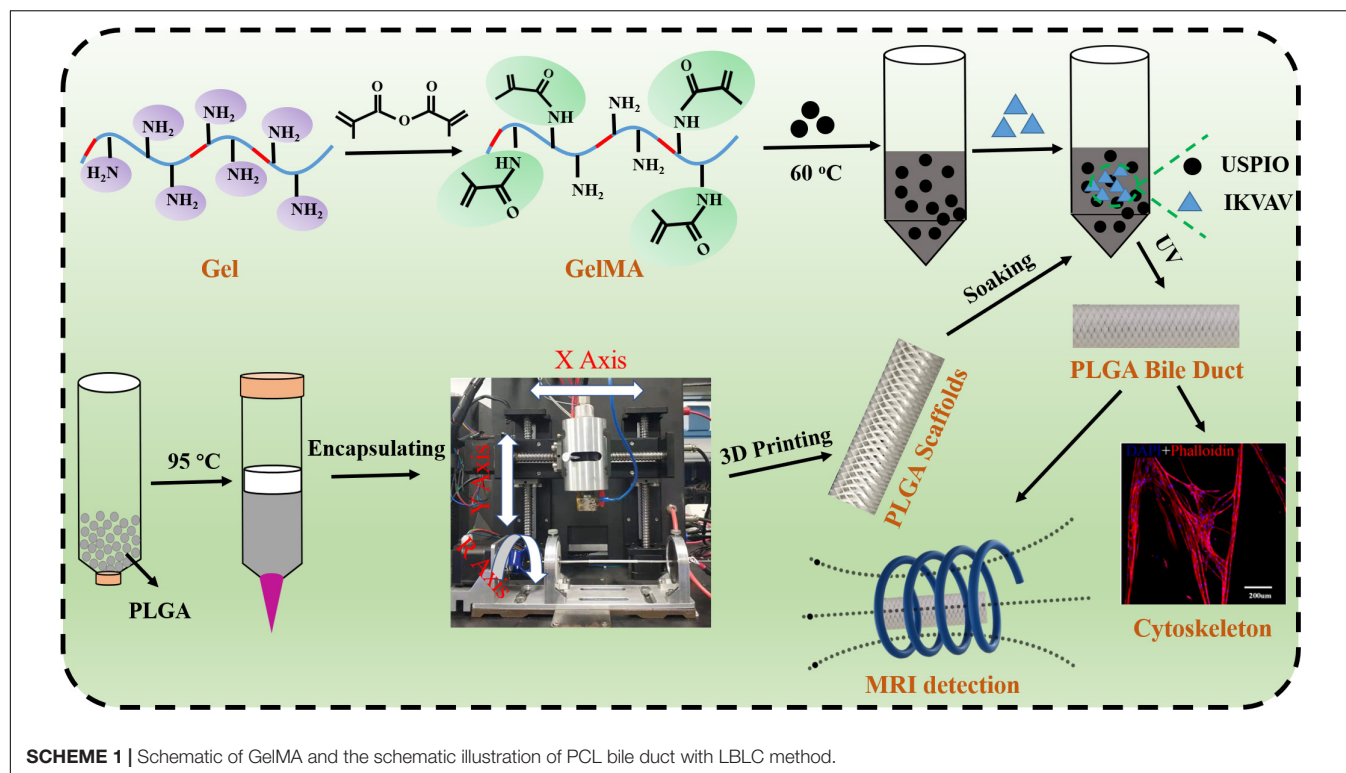 NH₂
NH₂
NH₂
NH₂
H₂N
NH₂
NH₂
NH₂
Gel
O
O
O
O
NH
NH₂
O
NH
HN
O
NH₂
NH₂
NH
O
GelMA
60 °C
USPIO
IKVAV
UV
Soaking
PLGA Bile Duct
PLGA
95 °C
Encapsulating
X Axis
Y Axis
R Axis
3D Printing
PLGA Scaffolds
MRI detection
DAPI+Phalloidin
200um
Cytoskeleton
SCHEME 1 | Schematic of GelMA and the schematic illustration of PCL bile duct with LBLC method.